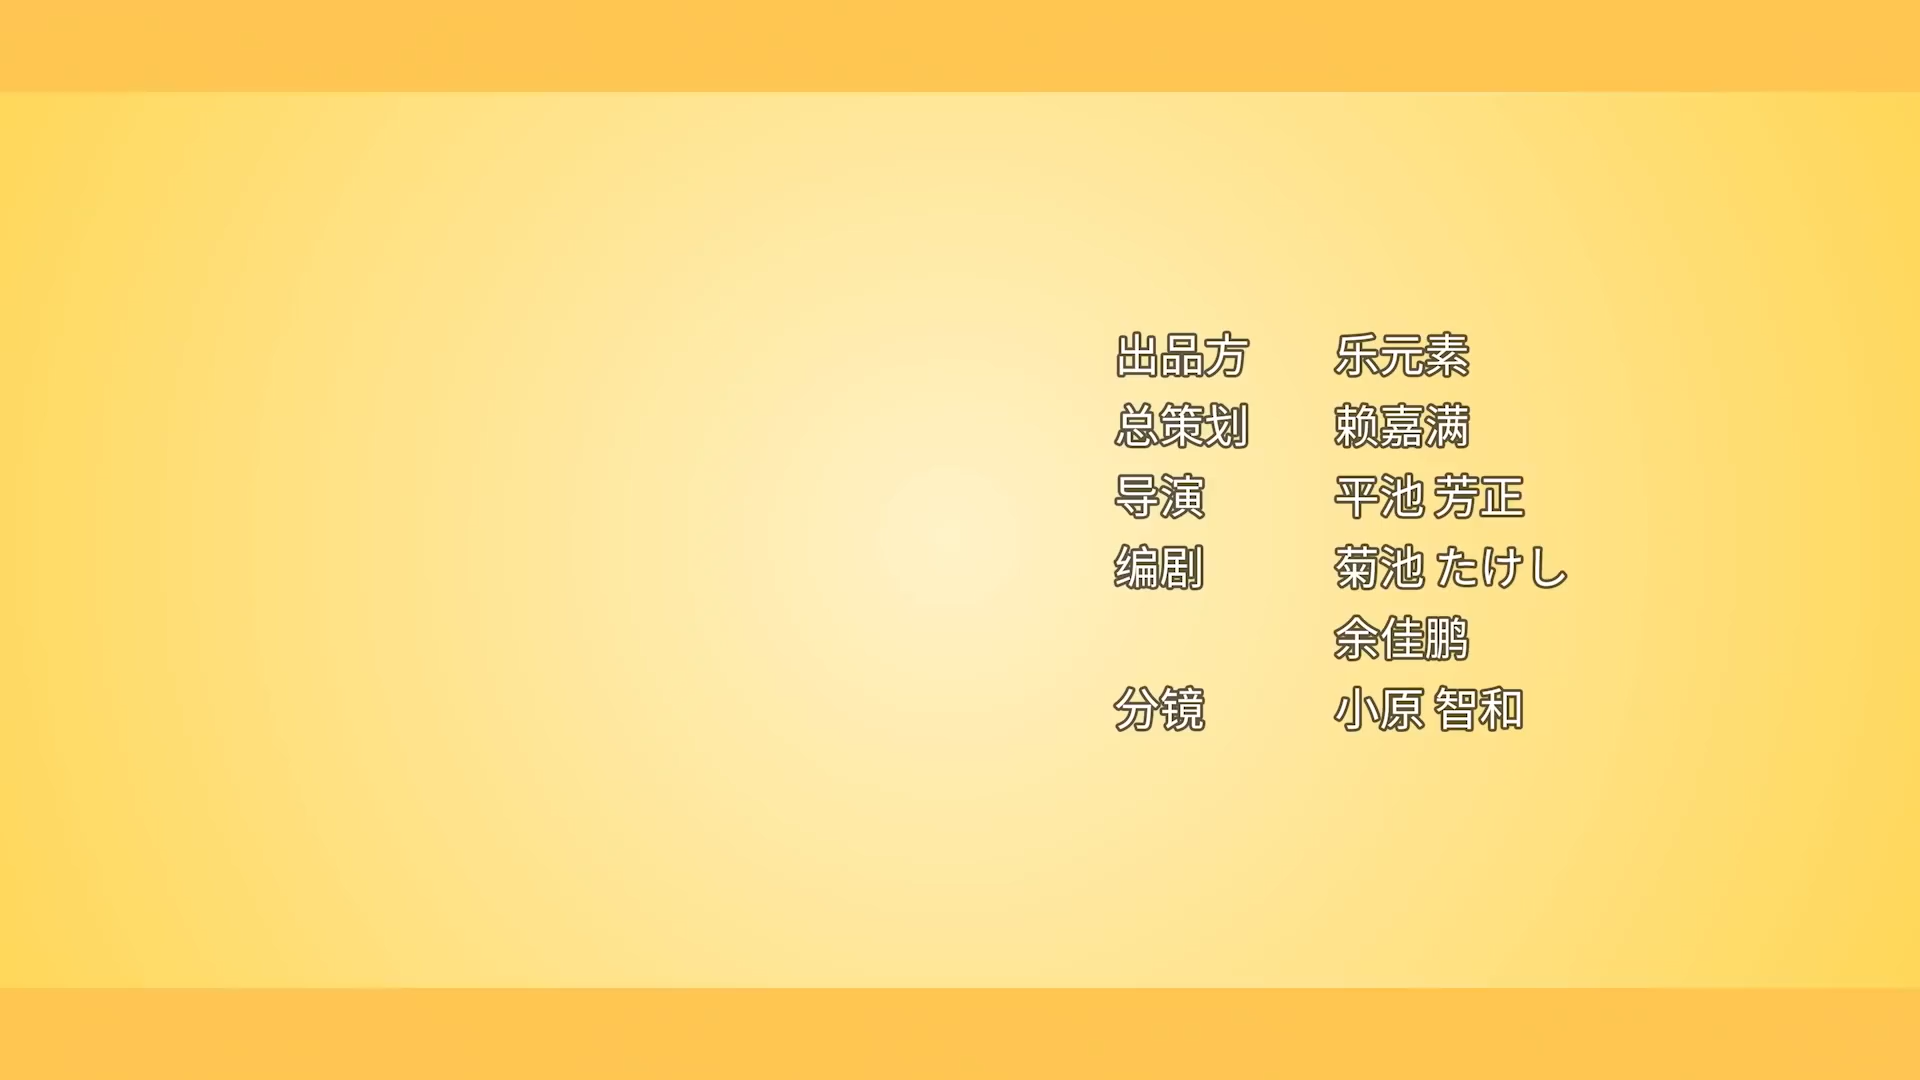 出品方 乐元素
总策划 赖嘉满
导演 平池 芳正
编剧 菊池 たけし
余佳鹏
分镜 小原 智和